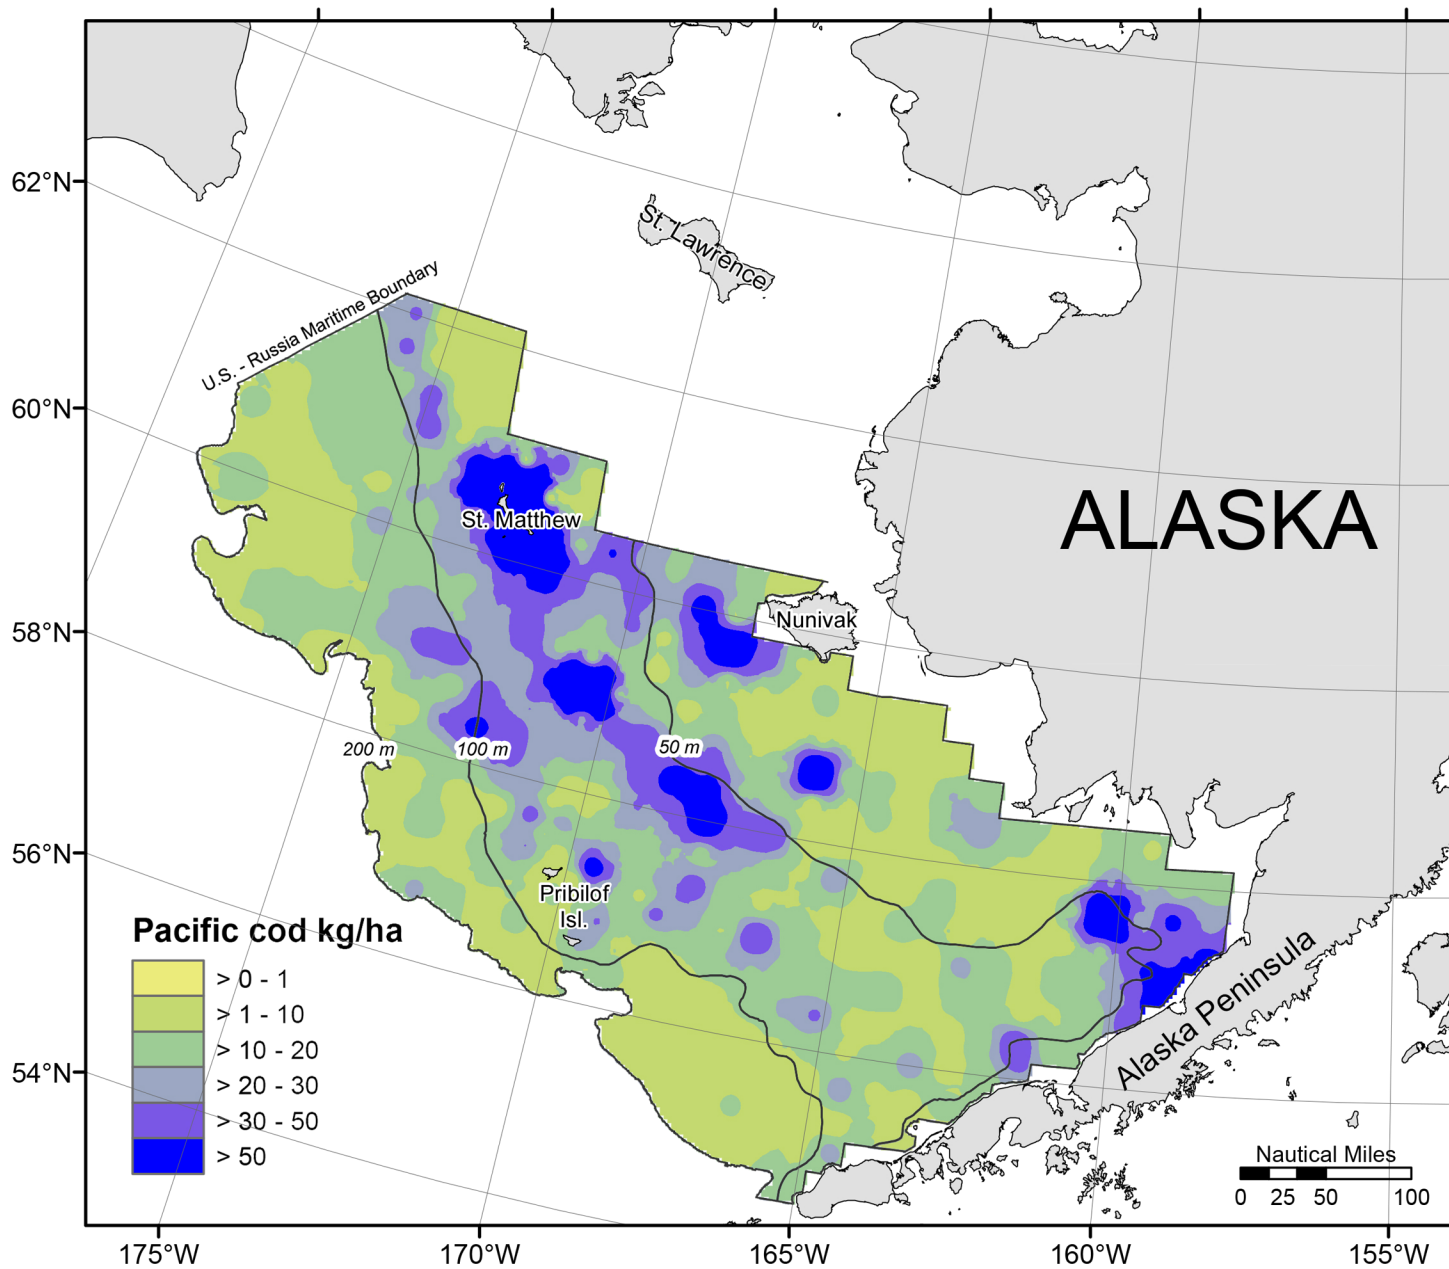 62°N
60°N
58°N
56°N
54°N
St. Lawrence
U.S. - Russia Maritime Boundary
ALASKA
St. Matthew
Nunivak
200 m
100 m
50 m
Pribilof
Isl.
Alaska Peninsula
Pacific cod kg/ha
> 0 - 1
> 1 - 10
> 10 - 20
> 20 - 30
> 30 - 50
> 50
Nautical Miles
0 25 50 100
175°W 170°W 165°W 160°W 155°W